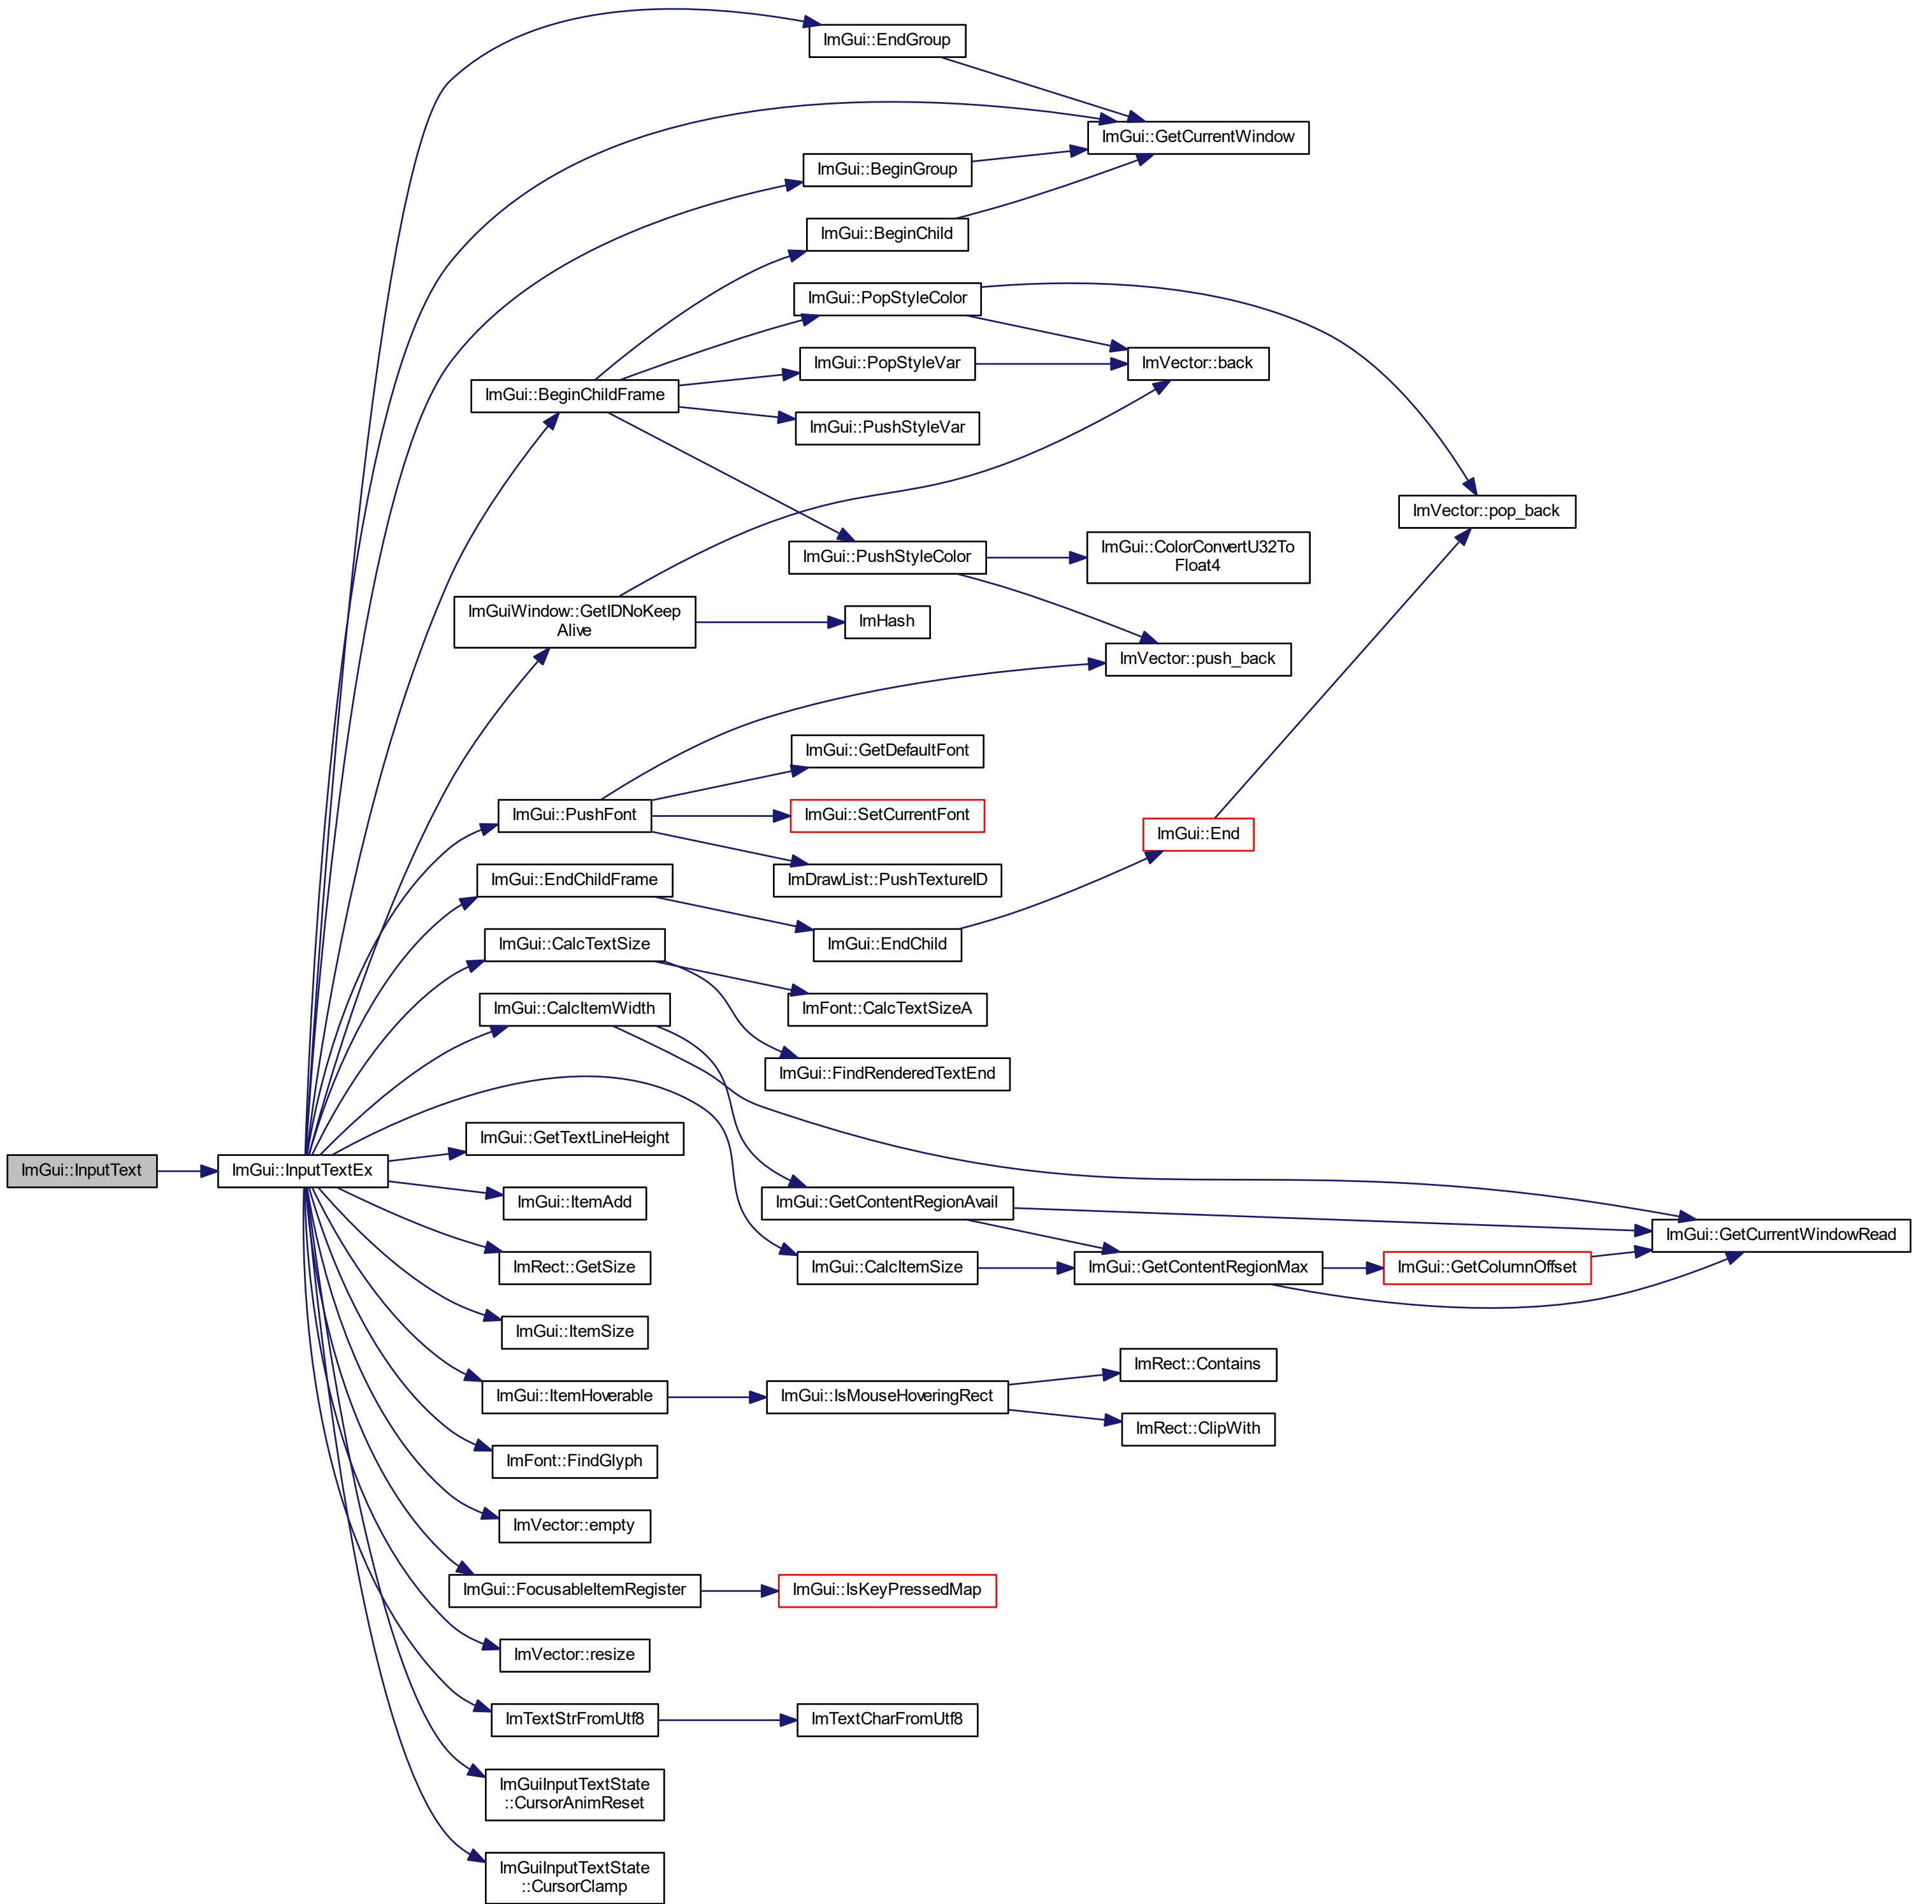 ImGui::EndGroup
ImGui::GetCurrentWindow
ImGui::BeginGroup
ImGui::BeginChild
ImGui::PopStyleColor
ImGui::PopStyleVar
ImVector::back
ImGui::BeginChildFrame
ImGui::PushStyleVar
ImVector::pop_back
ImGui::PushStyleColor
ImGui::ColorConvertU32To
Float4
ImGuiWindow::GetIDNoKeep
Alive
ImHash
ImVector::push_back
ImGui::GetDefaultFont
ImGui::PushFont
ImGui::SetCurrentFont
ImGui::End
ImGui::EndChildFrame
ImDrawList::PushTextureID
ImGui::CalcTextSize
ImGui::EndChild
ImGui::CalcItemWidth
ImFont::CalcTextSizeA
ImGui::FindRenderedTextEnd
ImGui::GetTextLineHeight
ImGui::InputText
ImGui::InputTextEx
ImGui::ItemAdd
ImGui::GetContentRegionAvail
ImGui::GetCurrentWindowRead
ImRect::GetSize
ImGui::CalcItemSize
ImGui::GetContentRegionMax
ImGui::GetColumnOffset
ImGui::ItemSize
ImRect::Contains
ImGui::ItemHoverable
ImGui::IsMouseHoveringRect
ImRect::ClipWith
ImFont::FindGlyph
ImVector::empty
ImGui::FocusableItemRegister
ImGui::IsKeyPressedMap
ImVector::resize
ImTextStrFromUtf8
ImTextCharFromUtf8
ImGuiInputTextState
::CursorAnimReset
ImGuiInputTextState
::CursorClamp